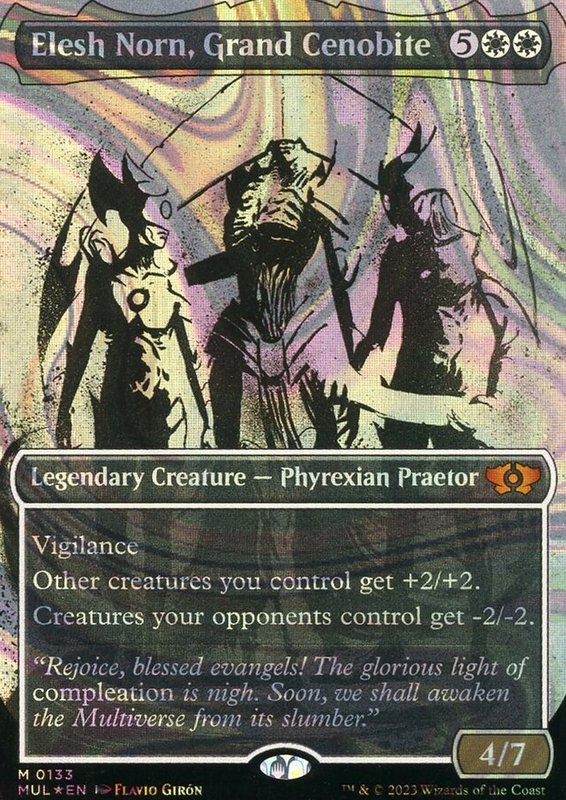 Elesh Norn, Grand Cenobite 5
Legendary Creature — Phyrexian Praetor
Vigilance
Other creatures you control get +2/+2.
Creatures your opponents control get -2/-2.
“Rejoice, blessed evangels! The glorious light of
compleation is nigh. Soon, we shall awaken
the Multiverse from its slumber.”
4/7
M 0133
MUL★EN Flavio Girón
™ & © 2023 Wizards of the Coast